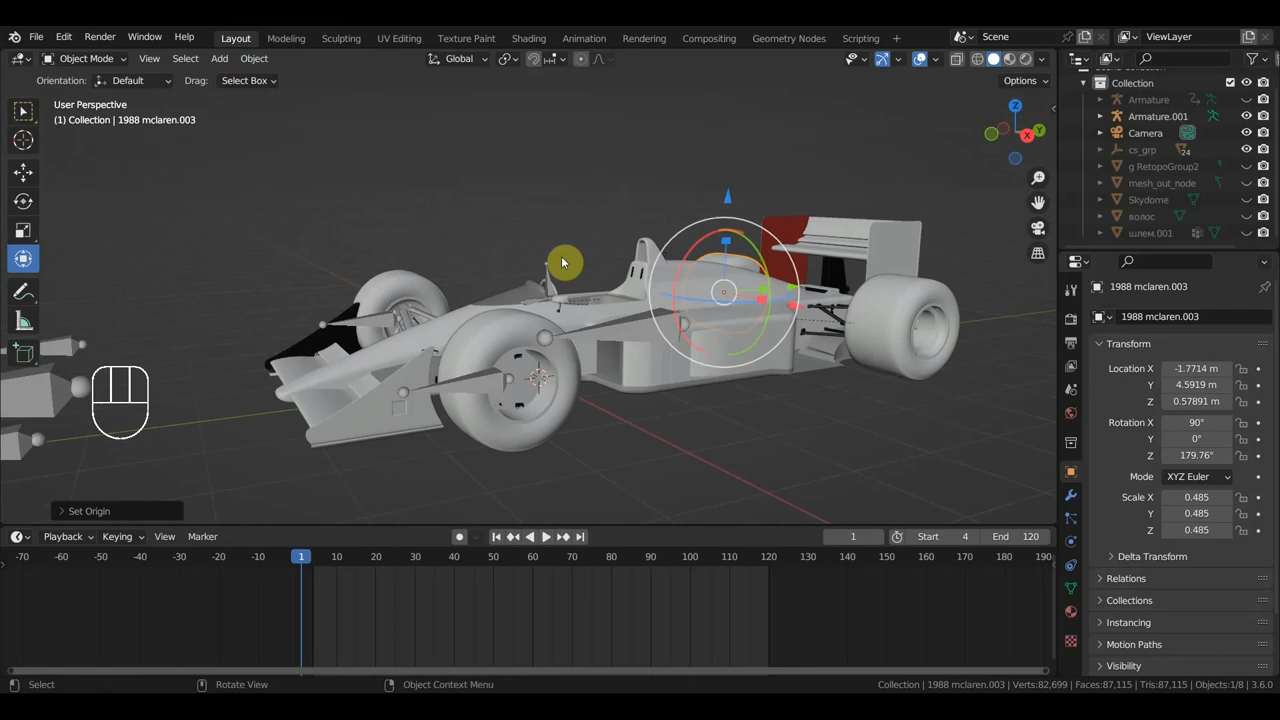 File Edit Render Window Help Layout Modeling Sculpting UV Editing Texture Paint Shading Animation Rendering Compositing Geometry Nodes Scripting + Scene ViewLayer
Object Mode View Select Add Object Global Options
Orientation: Default Drag: Select Box
User Perspective
(1) Collection | 1988 mclaren.003
Z
Y
X
Collection
Armature
Armature.001
Camera
cs_grp 24
g RetopoGroup2
mesh_out_node
Skydome
волос
шлем.001
1988 mclaren.003
1988 mclaren.003
Transform
Location X -1.7714 m
Y 4.5919 m
Z 0.57891 m
Rotation X 90°
Y 0°
Z 179.76°
Mode XYZ Euler
Scale X 0.485
Y 0.485
Z 0.485
Delta Transform
Relations
Collections
Instancing
Motion Paths
Visibility
Set Origin
Playback Keying View Marker 1 Start 4 End 120
-70 -60 -50 -40 -30 -20 -10 1 10 20 30 40 50 60 70 80 90 100 110 120 130 140 150 160 170 180 190
Select Rotate View Object Context Menu Collection | 1988 mclaren.003 | Verts:82,699 | Faces:87,115 | Tris:87,115 | Objects:1/8 | 3.6.0